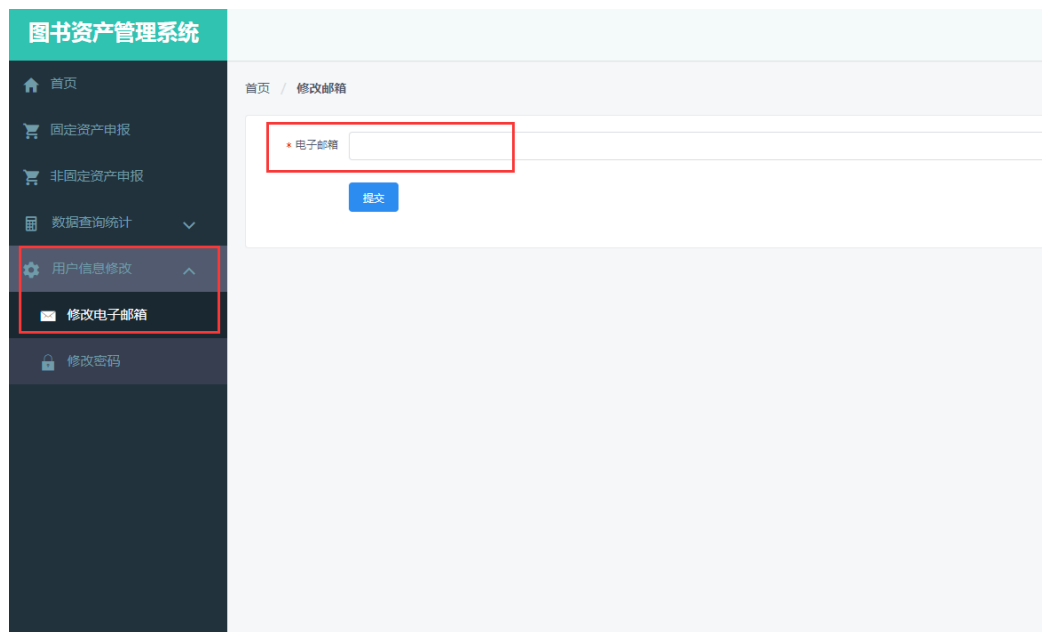 图书资产管理系统
首页
固定资产申报
非固定资产申报
数据查询统计
用户信息修改
修改电子邮箱
修改密码
首页 / 修改邮箱
* 电子邮箱
提交